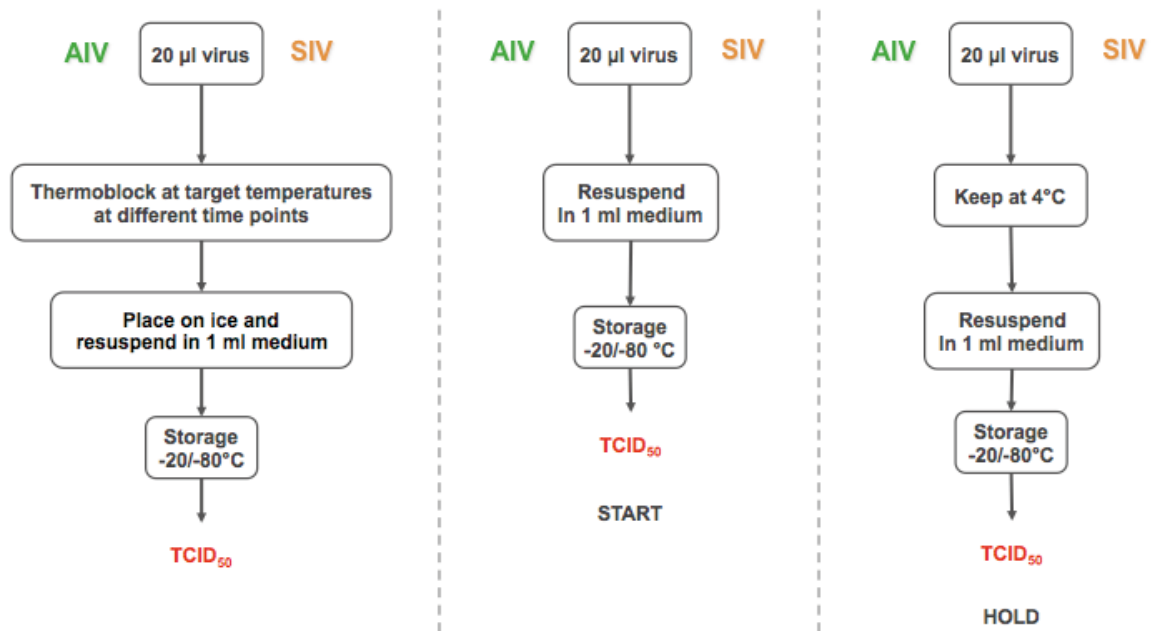 AIV
20 µl virus
SIV
Thermoblock at target temperatures
at different time points
Place on ice and
resuspend in 1 ml medium
Storage
-20/-80°C
TCID₅₀
AIV
20 µl virus
SIV
Resuspend
In 1 ml medium
Storage
-20/-80 °C
TCID₅₀
START
AIV
20 µl virus
SIV
Keep at 4°C
Resuspend
In 1 ml medium
Storage
-20/-80°C
TCID₅₀
HOLD